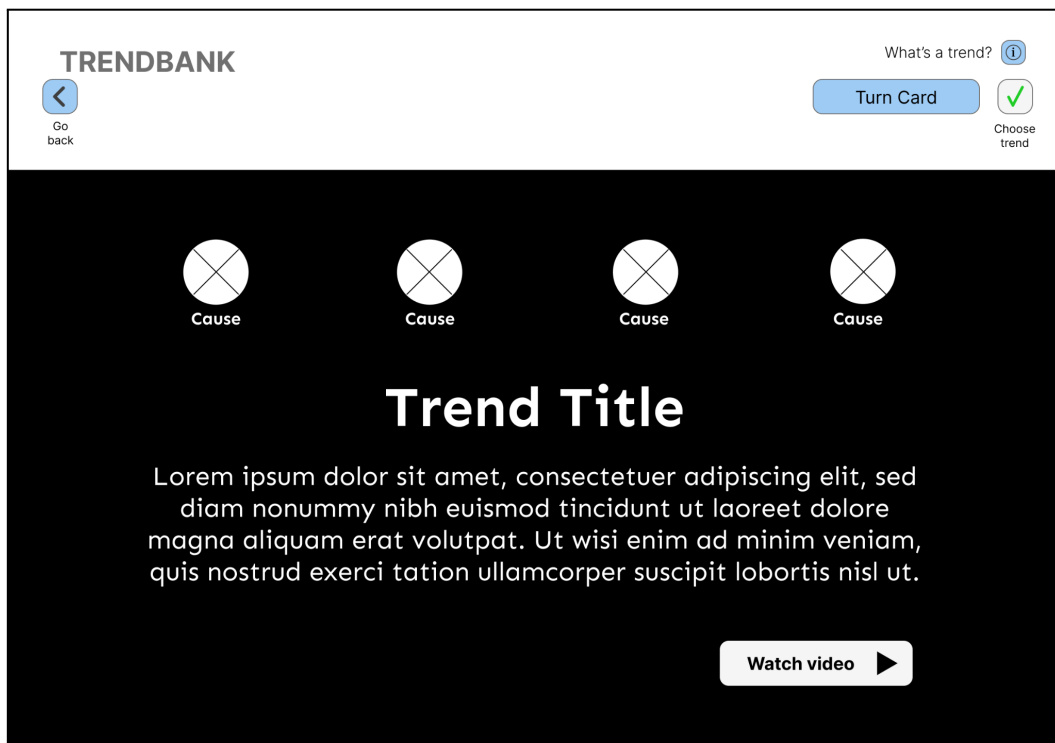 TRENDBANK
What's a trend? i
Go
back
Turn Card
Choose
trend
Cause Cause Cause Cause
Trend Title
Lorem ipsum dolor sit amet, consectetuer adipiscing elit, sed
diam nonummy nibh euismod tincidunt ut laoreet dolore
magna aliquam erat volutpat. Ut wisi enim ad minim veniam,
quis nostrud exerci tation ullamcorper suscipit lobortis nisl ut.
Watch video